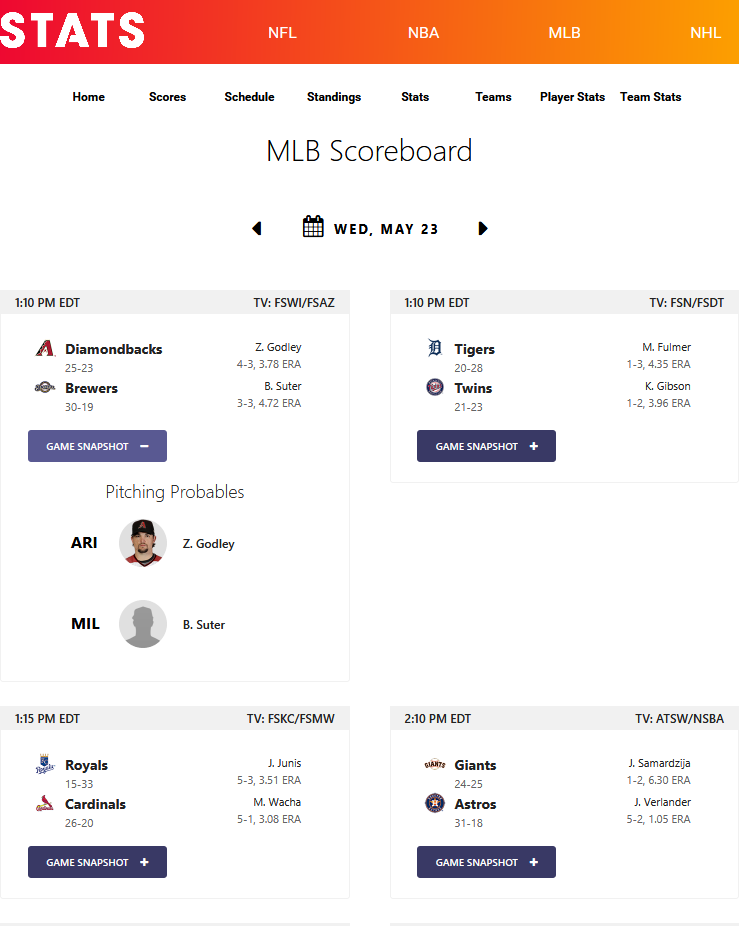 STATS
NFL NBA MLB NHL
Home Scores Schedule Standings Stats Teams Player Stats Team Stats
MLB Scoreboard
WED, MAY 23
1:10 PM EDT TV: FSWI/FSAZ
Diamondbacks Z. Godley
25-23 4-3, 3.78 ERA
Brewers B. Suter
30-19 3-3, 4.72 ERA
GAME SNAPSHOT −
Pitching Probables
ARI Z. Godley
MIL B. Suter
1:10 PM EDT TV: FSN/FSDT
Tigers M. Fulmer
20-28 1-3, 4.35 ERA
Twins K. Gibson
21-23 1-2, 3.96 ERA
GAME SNAPSHOT +
1:15 PM EDT TV: FSKC/FSMW
Royals J. Junis
15-33 5-3, 3.51 ERA
Cardinals M. Wacha
26-20 5-1, 3.08 ERA
GAME SNAPSHOT +
2:10 PM EDT TV: ATSW/NSBA
GIANTS
Giants J. Samardzija
24-25 1-2, 6.30 ERA
Astros J. Verlander
31-18 5-2, 1.05 ERA
GAME SNAPSHOT +